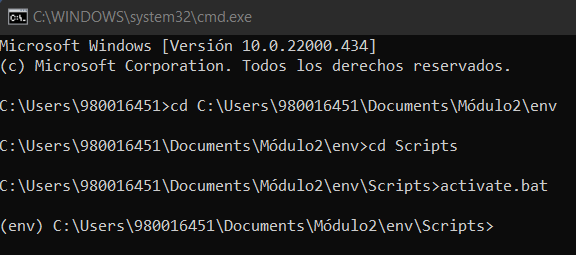 C:\WINDOWS\system32\cmd.exe
Microsoft Windows [Versión 10.0.22000.434]
(c) Microsoft Corporation. Todos los derechos reservados.
C:\Users\980016451>cd C:\Users\980016451\Documents\Módulo2\env
C:\Users\980016451\Documents\Módulo2\env>cd Scripts
C:\Users\980016451\Documents\Módulo2\env\Scripts>activate.bat
(env) C:\Users\980016451\Documents\Módulo2\env\Scripts>